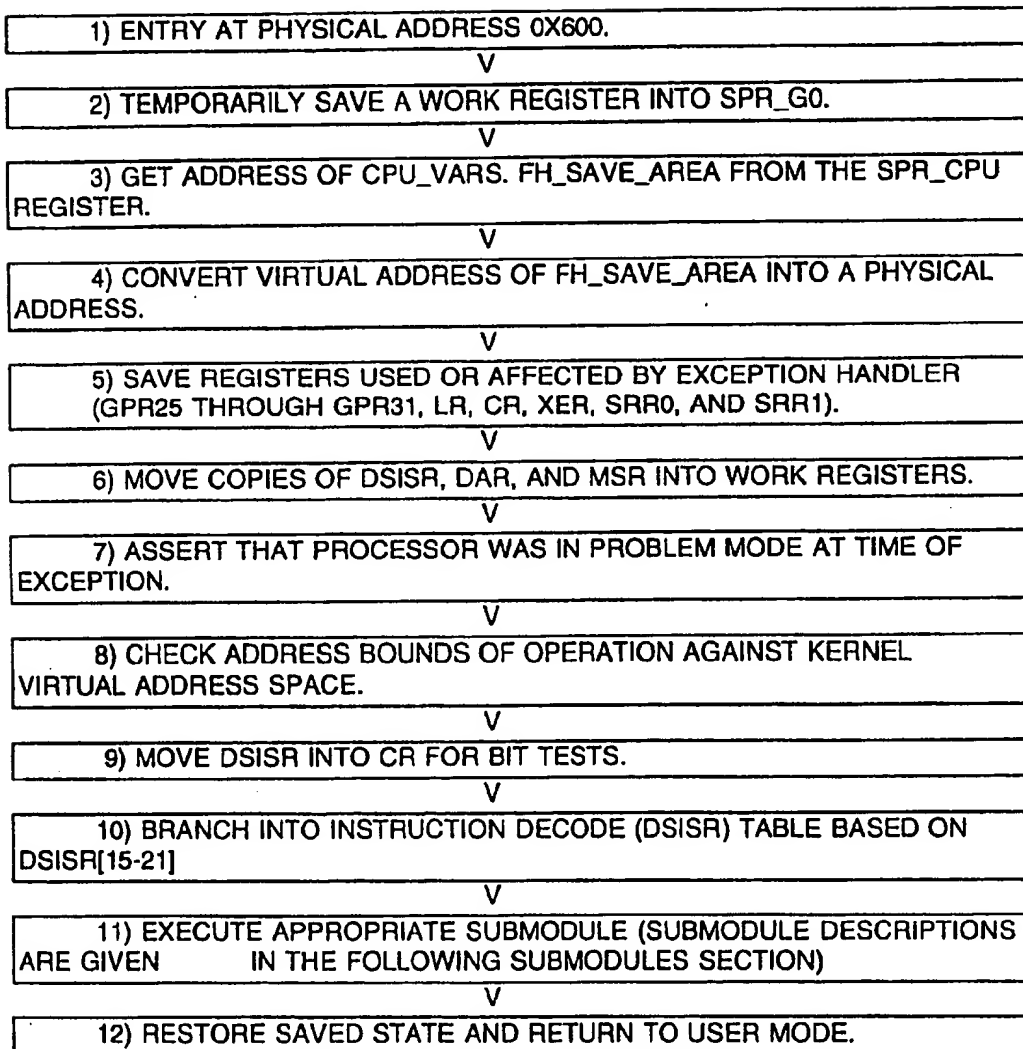 1) ENTRY AT PHYSICAL ADDRESS 0X600.
V
2) TEMPORARILY SAVE A WORK REGISTER INTO SPR_G0.
V
3) GET ADDRESS OF CPU_VARS. FH_SAVE_AREA FROM THE SPR_CPU
REGISTER.
V
4) CONVERT VIRTUAL ADDRESS OF FH_SAVE_AREA INTO A PHYSICAL
ADDRESS.
V
5) SAVE REGISTERS USED OR AFFECTED BY EXCEPTION HANDLER
(GPR25 THROUGH GPR31, LR, CR, XER, SRR0, AND SRR1).
V
6) MOVE COPIES OF DSISR, DAR, AND MSR INTO WORK REGISTERS.
V
7) ASSERT THAT PROCESSOR WAS IN PROBLEM MODE AT TIME OF
EXCEPTION.
V
8) CHECK ADDRESS BOUNDS OF OPERATION AGAINST KERNEL
VIRTUAL ADDRESS SPACE.
V
9) MOVE DSISR INTO CR FOR BIT TESTS.
V
10) BRANCH INTO INSTRUCTION DECODE (DSISR) TABLE BASED ON
DSISR[15-21]
V
11) EXECUTE APPROPRIATE SUBMODULE (SUBMODULE DESCRIPTIONS
ARE GIVEN IN THE FOLLOWING SUBMODULES SECTION)
V
12) RESTORE SAVED STATE AND RETURN TO USER MODE.